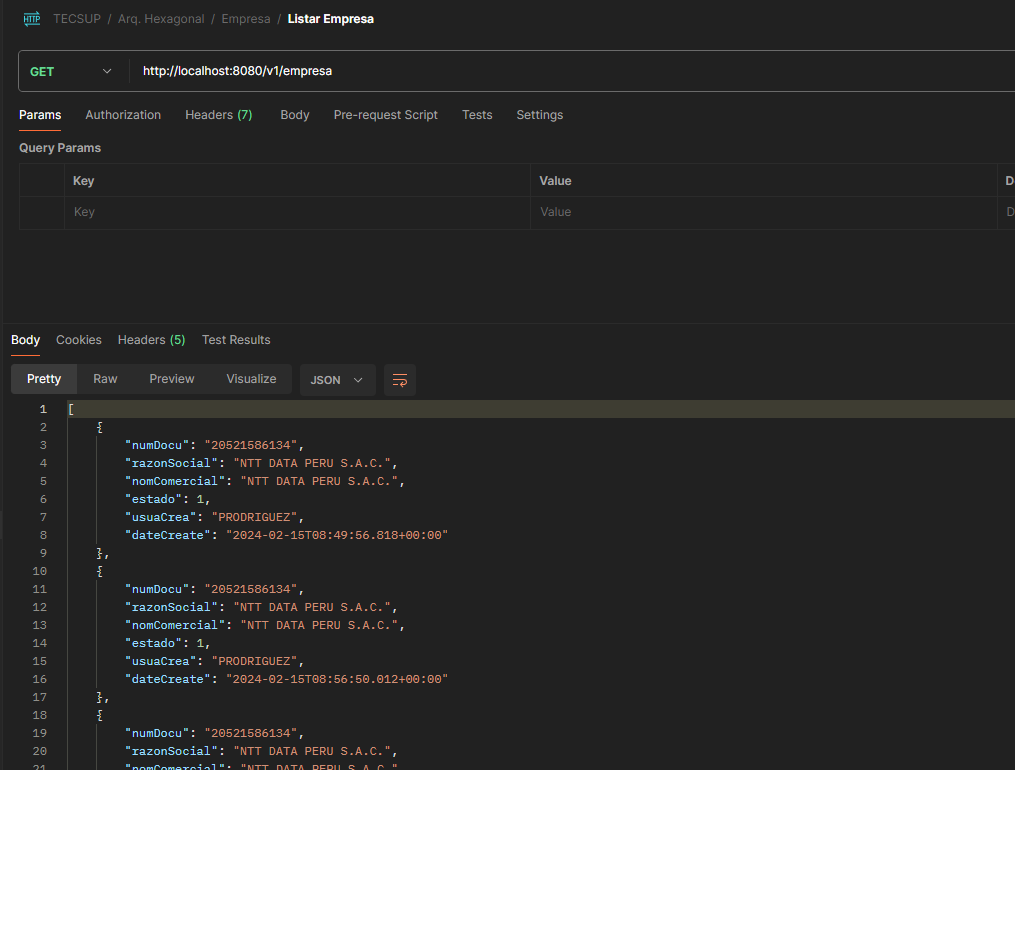 HTTP TECSUP / Arq. Hexagonal / Empresa / Listar Empresa
GET http://localhost:8080/v1/empresa
Params Authorization Headers (7) Body Pre-request Script Tests Settings
Query Params
Key Value D
Key Value D
Body Cookies Headers (5) Test Results
Pretty Raw Preview Visualize JSON
1 [
2 {
3 "numDocu": "20521586134",
4 "razonSocial": "NTT DATA PERU S.A.C.",
5 "nomComercial": "NTT DATA PERU S.A.C.",
6 "estado": 1,
7 "usuaCrea": "PRODRIGUEZ",
8 "dateCreate": "2024-02-15T08:49:56.818+00:00"
9 },
10 {
11 "numDocu": "20521586134",
12 "razonSocial": "NTT DATA PERU S.A.C.",
13 "nomComercial": "NTT DATA PERU S.A.C.",
14 "estado": 1,
15 "usuaCrea": "PRODRIGUEZ",
16 "dateCreate": "2024-02-15T08:56:50.012+00:00"
17 },
18 {
19 "numDocu": "20521586134",
20 "razonSocial": "NTT DATA PERU S.A.C.",
21 "nomComercial": "NTT DATA PERU S.A.C."